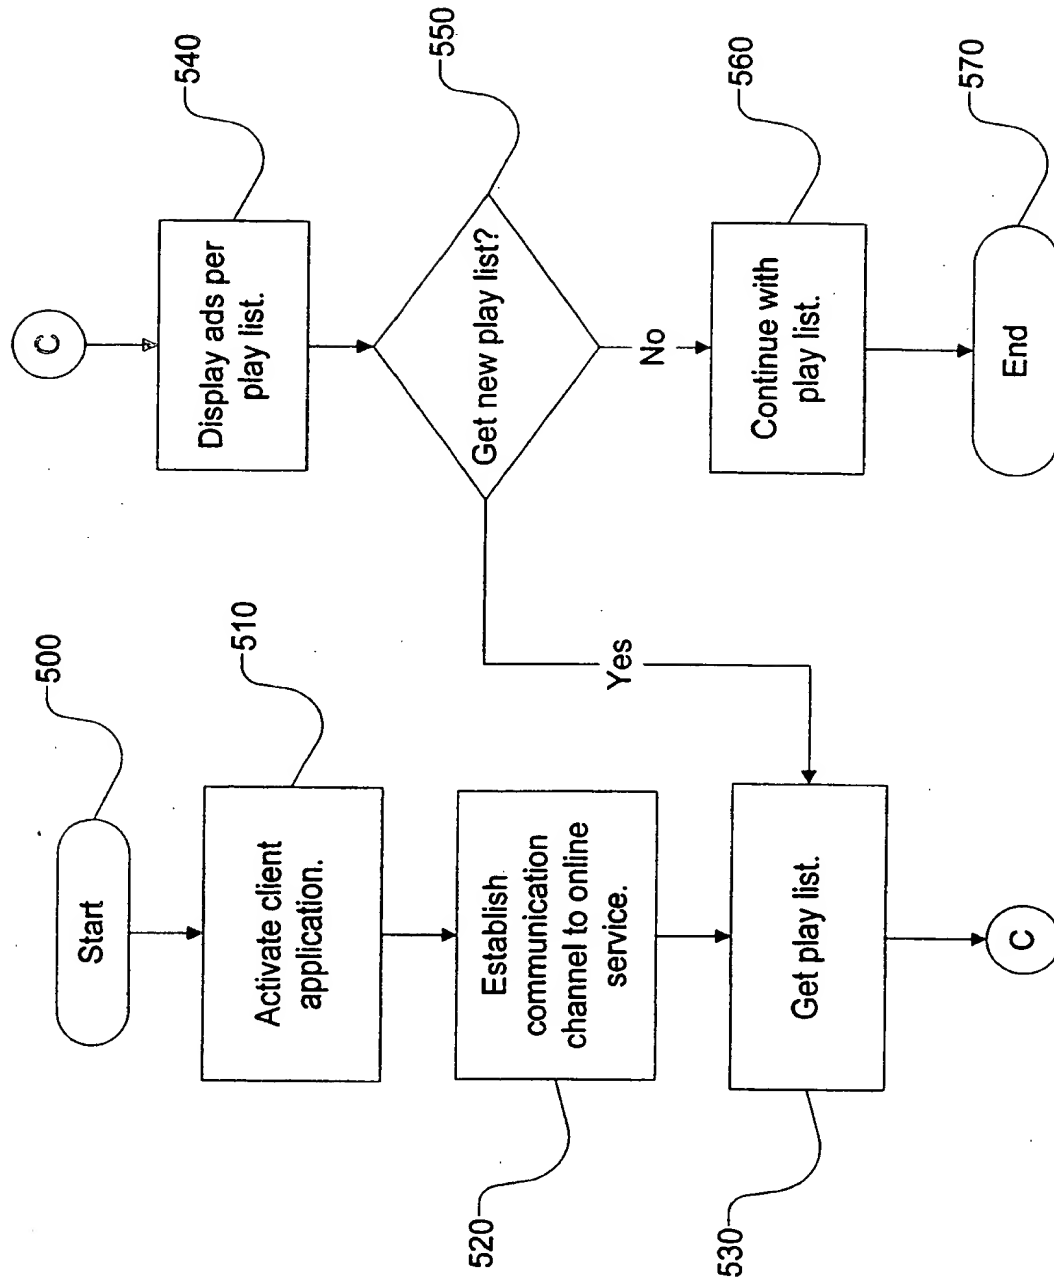 Start
500
Activate client
application.
510
Establish
communication
channel to online
service.
520
Get play list.
530
C
C
Display ads per
play list.
540
Get new play list?
550
Yes
No
Continue with
play list.
560
End
570